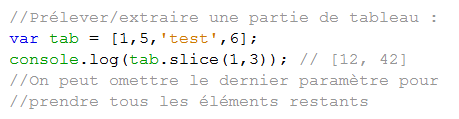 //Prélever/extraire une partie de tableau :
var tab = [1,5,'test',6];
console.log(tab.slice(1,3)); // [12, 42]
//On peut omettre le dernier paramètre pour
//prendre tous les éléments restants